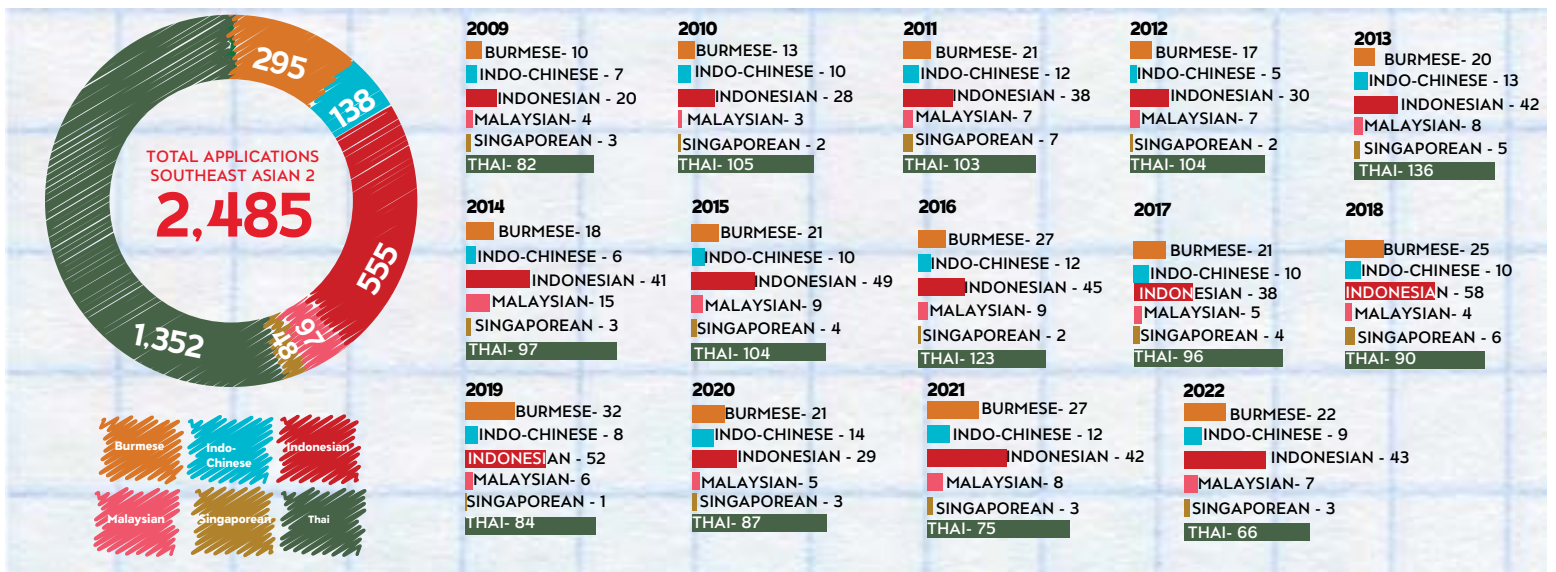 295
138
555
97
48
1,352
TOTAL APPLICATIONS
SOUTHEAST ASIAN 2
2,485
Burmese
Indo-
Chinese
Indonesian
Malaysian
Singaporean
Thai
2009
BURMESE- 10
INDO-CHINESE - 7
INDONESIAN - 20
MALAYSIAN- 4
SINGAPOREAN - 3
THAI- 82
2010
BURMESE- 13
INDO-CHINESE - 10
INDONESIAN - 28
MALAYSIAN- 3
SINGAPOREAN - 2
THAI- 105
2011
BURMESE- 21
INDO-CHINESE - 12
INDONESIAN - 38
MALAYSIAN- 7
SINGAPOREAN - 7
THAI- 103
2012
BURMESE- 17
INDO-CHINESE - 5
INDONESIAN - 30
MALAYSIAN- 7
SINGAPOREAN - 2
THAI- 104
2013
BURMESE- 20
INDO-CHINESE - 13
INDONESIAN - 42
MALAYSIAN- 8
SINGAPOREAN - 5
THAI- 136
2014
BURMESE- 18
INDO-CHINESE - 6
INDONESIAN - 41
MALAYSIAN- 15
SINGAPOREAN - 3
THAI- 97
2015
BURMESE- 21
INDO-CHINESE - 10
INDONESIAN - 49
MALAYSIAN- 9
SINGAPOREAN - 4
THAI- 104
2016
BURMESE- 27
INDO-CHINESE - 12
INDONESIAN - 45
MALAYSIAN- 9
SINGAPOREAN - 2
THAI- 123
2017
BURMESE- 21
INDO-CHINESE - 10
INDONESIAN - 38
MALAYSIAN- 5
SINGAPOREAN - 4
THAI- 96
2018
BURMESE- 25
INDO-CHINESE - 10
INDONESIAN - 58
MALAYSIAN- 4
SINGAPOREAN - 6
THAI- 90
2019
BURMESE- 32
INDO-CHINESE - 8
INDONESIAN - 52
MALAYSIAN- 6
SINGAPOREAN - 1
THAI- 84
2020
BURMESE- 21
INDO-CHINESE - 14
INDONESIAN - 29
MALAYSIAN- 5
SINGAPOREAN - 3
THAI- 87
2021
BURMESE- 27
INDO-CHINESE - 12
INDONESIAN - 42
MALAYSIAN - 8
SINGAPOREAN - 3
THAI- 75
2022
BURMESE- 22
INDO-CHINESE - 9
INDONESIAN - 43
MALAYSIAN- 7
SINGAPOREAN - 3
THAI- 66